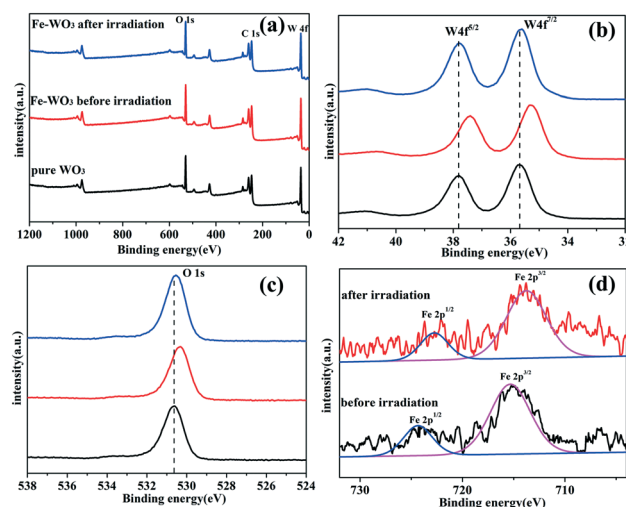 (a)
O 1s
C 1s
W 4f
Fe-WO₃ after irradiation
Fe-WO₃ before irradiation
pure WO₃
intensity(a.u.)
1200 1000 800 600 400 200 0
Binding energy(eV)
(b)
W4f⁵/²
W4f⁷/²
intensity(a.u.)
42 40 38 36 34 32
Binding energy(eV)
(c)
O 1s
intensity(a.u.)
538 536 534 532 530 528 526 524
Binding energy(eV)
(d)
Fe 2p³/²
after irradiation
Fe 2p¹/²
Fe 2p³/²
before irradiation
Fe 2p¹/²
intensity(a.u.)
730 720 710
Binding energy(eV)